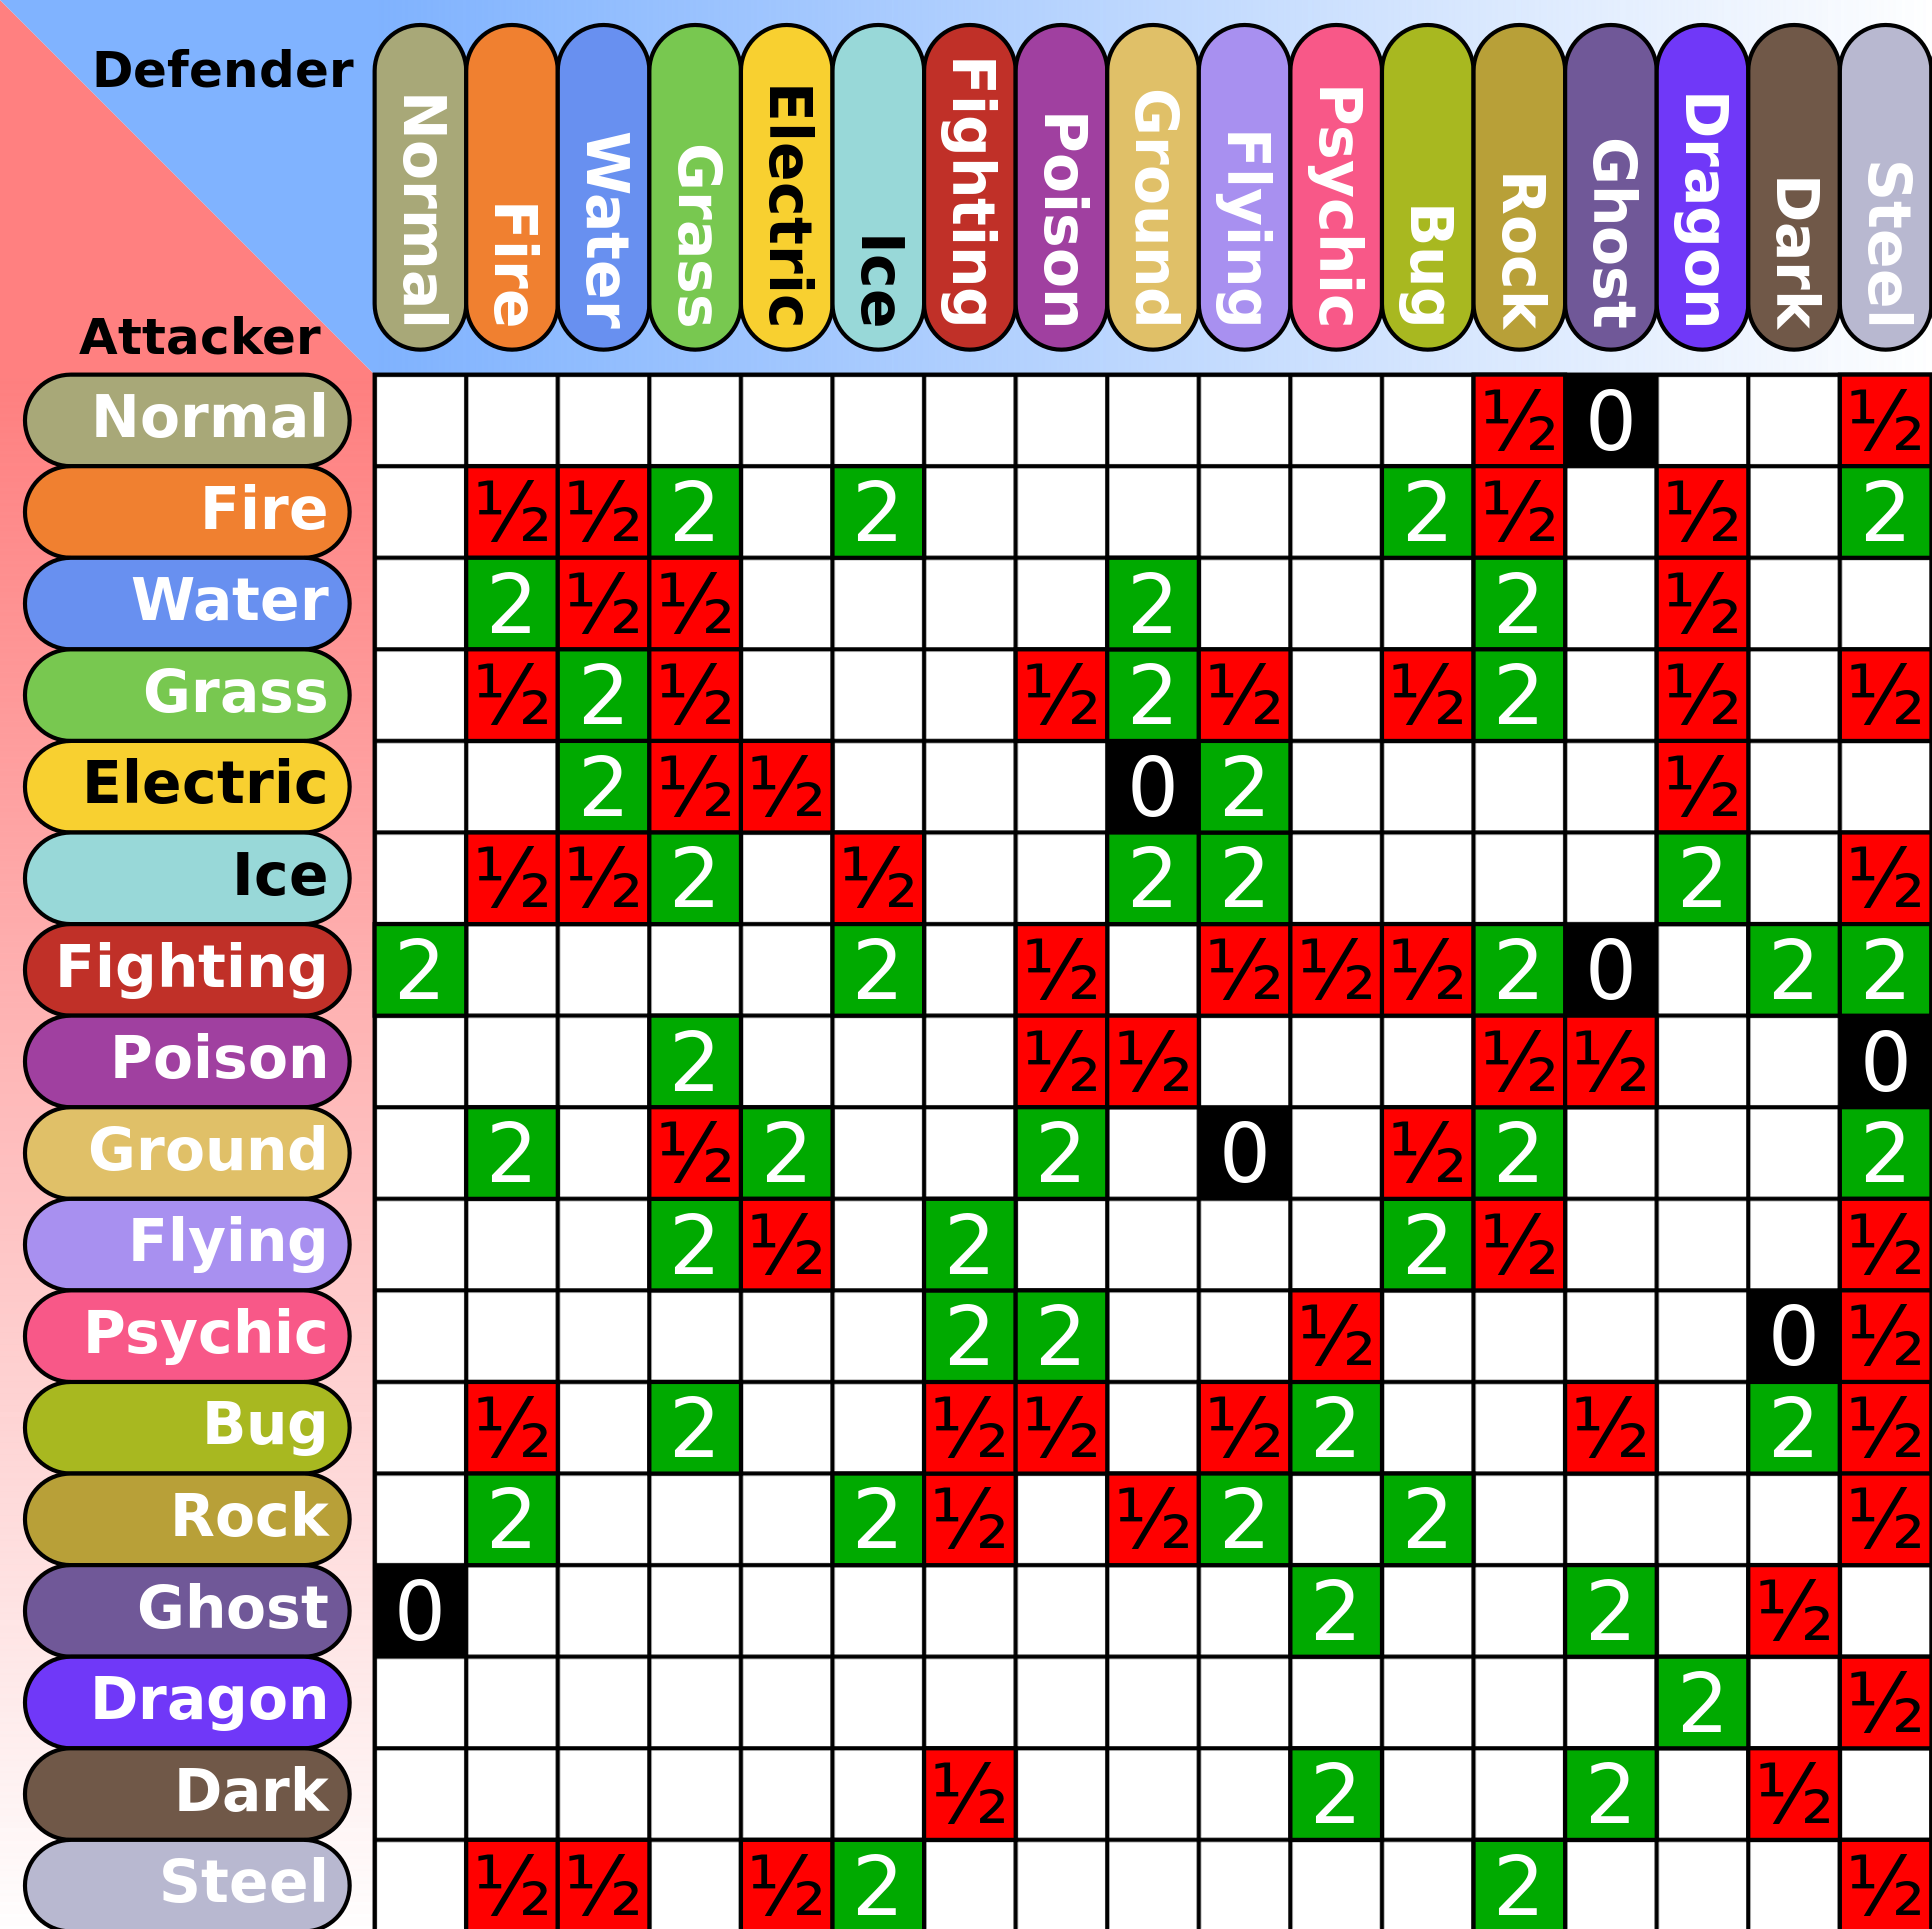 Defender
Normal Fire Water Grass Electric Ice Fighting Poison Ground Flying Psychic Bug Rock Ghost Dragon Dark Steel
Attacker
Normal ½ 0 ½
Fire ½ ½ 2 2 2 ½ ½ 2
Water 2 ½ ½ 2 2 ½
Grass ½ 2 ½ ½ 2 ½ ½ 2 ½ ½
Electric 2 ½ ½ 0 2 ½
Ice ½ ½ 2 ½ 2 2 2 ½
Fighting 2 2 ½ ½ ½ ½ 2 0 2 2
Poison 2 ½ ½ ½ ½ 0
Ground 2 ½ 2 2 0 ½ 2 2
Flying 2 ½ 2 2 ½ ½
Psychic 2 2 ½ 0 ½
Bug ½ 2 ½ ½ ½ 2 ½ 2 ½
Rock 2 2 ½ ½ 2 2 ½
Ghost 0 2 2 ½
Dragon 2 ½
Dark ½ 2 2 ½
Steel ½ ½ ½ 2 2 ½